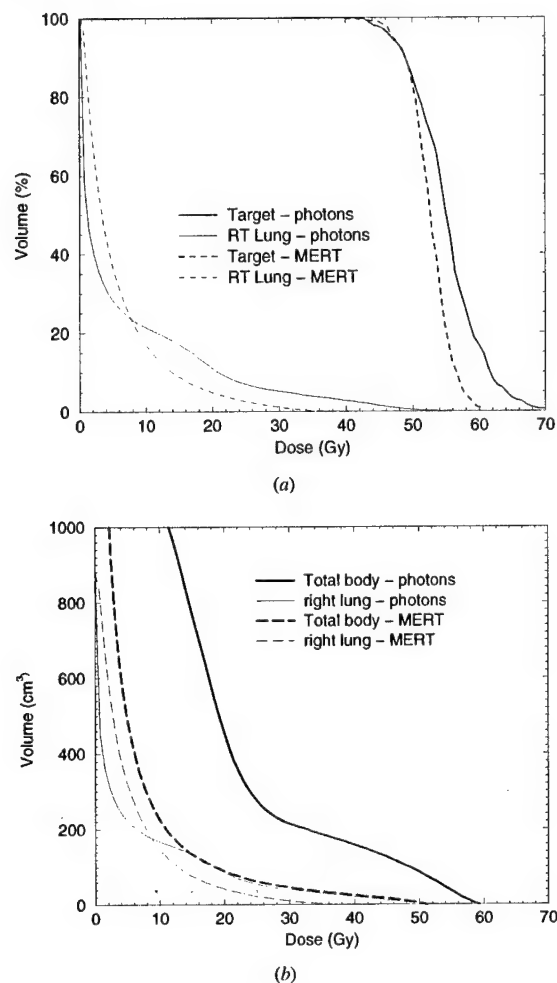 100
80
60
40
20
0
Volume (%)
Target – photons
RT Lung – photons
Target – MERT
RT Lung – MERT
0 10 20 30 40 50 60 70
Dose (Gy)
(a)
1000
800
600
400
200
0
Volume (cm³)
Total body – photons
right lung – photons
Total body – MERT
right lung – MERT
0 10 20 30 40 50 60 70
Dose (Gy)
(b)